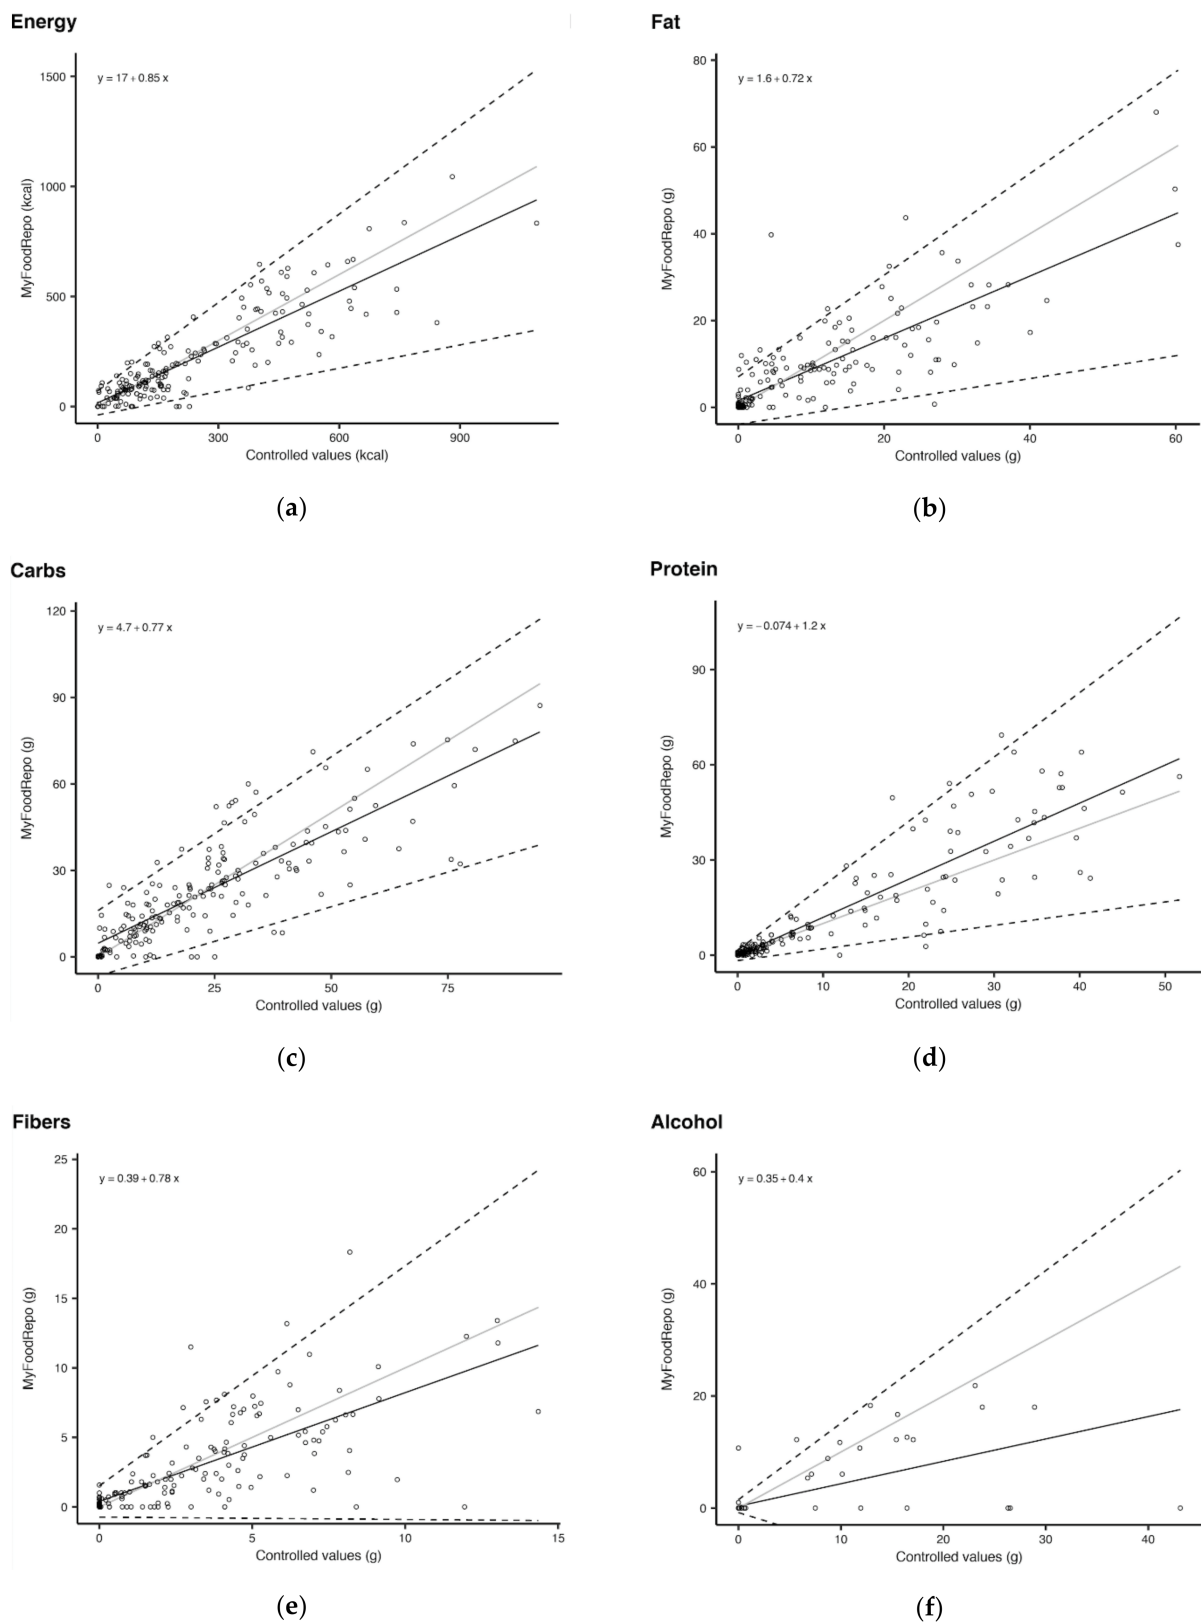 Energy
y = 17 + 0.85 x
1500
1000
500
0
MyFoodRepo (kcal)
0 300 600 900
Controlled values (kcal)
(a)
Fat
y = 1.6 + 0.72 x
80
60
40
20
0
MyFoodRepo (g)
0 20 40 60
Controlled values (g)
(b)
Carbs
y = 4.7 + 0.77 x
120
90
60
30
0
MyFoodRepo (g)
0 25 50 75
Controlled values (g)
(c)
Protein
y = − 0.074 + 1.2 x
90
60
30
0
MyFoodRepo (g)
0 10 20 30 40 50
Controlled values (g)
(d)
Fibers
y = 0.39 + 0.78 x
25
20
15
10
5
0
MyFoodRepo (g)
0 5 10 15
Controlled values (g)
(e)
Alcohol
y = 0.35 + 0.4 x
60
40
20
0
MyFoodRepo (g)
0 10 20 30 40
Controlled values (g)
(f)